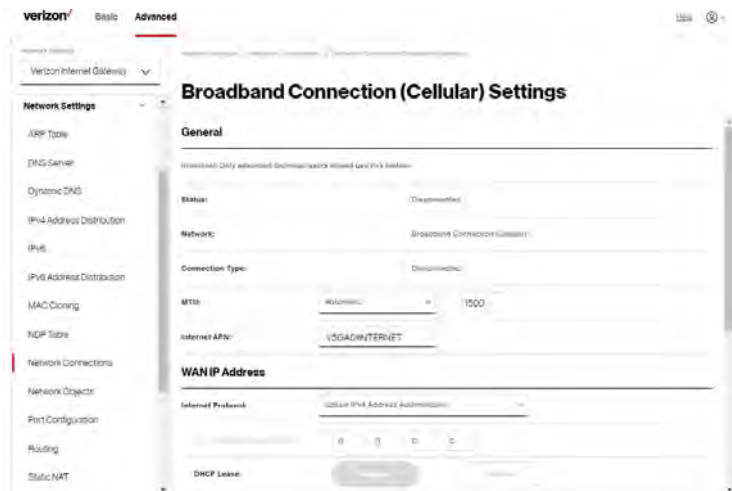 verizon✓ Basic Advanced
Help
Verizon Internet Gateway
Network Settings
Broadband Connection (Cellular) Settings
ARP Table
General
DNS Server
Dynamic DNS
Status: Disconnected
IPv4 Address Distribution
Network: Broadband Connection (Cellular)
IPv6
IPv6 Address Distribution
Connection Type: Disconnected
MAC Cloning
MTU: Automatic 1500
NDP Table
Internet APN: V5GA01INTERNET
Network Connections
WAN IP Address
Network Objects
Internet Protocol: Obtain IPv4 Address Automatically
Port Configuration
0 0 0 0
Routing
Static NAT
DHCP Lease: